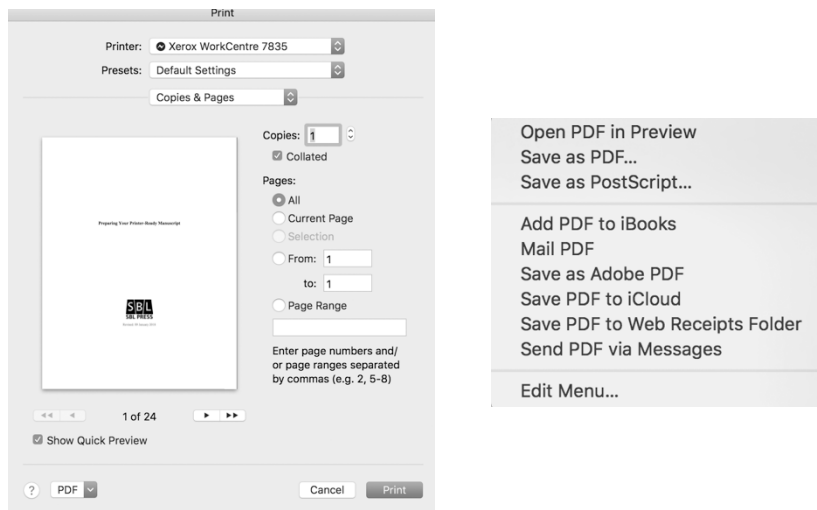 Print
Printer: Xerox WorkCentre 7835
Presets: Default Settings
Copies & Pages
Copies: 1
Collated
Pages:
All
Current Page
Selection
From: 1
to: 1
Page Range
Enter page numbers and/
or page ranges separated
by commas (e.g. 2, 5-8)
Preparing Your Printer-Ready Manuscript
SBL
SBL PRESS
1 of 24
Show Quick Preview
? PDF Cancel Print
Open PDF in Preview
Save as PDF...
Save as PostScript...
Add PDF to iBooks
Mail PDF
Save as Adobe PDF
Save PDF to iCloud
Save PDF to Web Receipts Folder
Send PDF via Messages
Edit Menu...